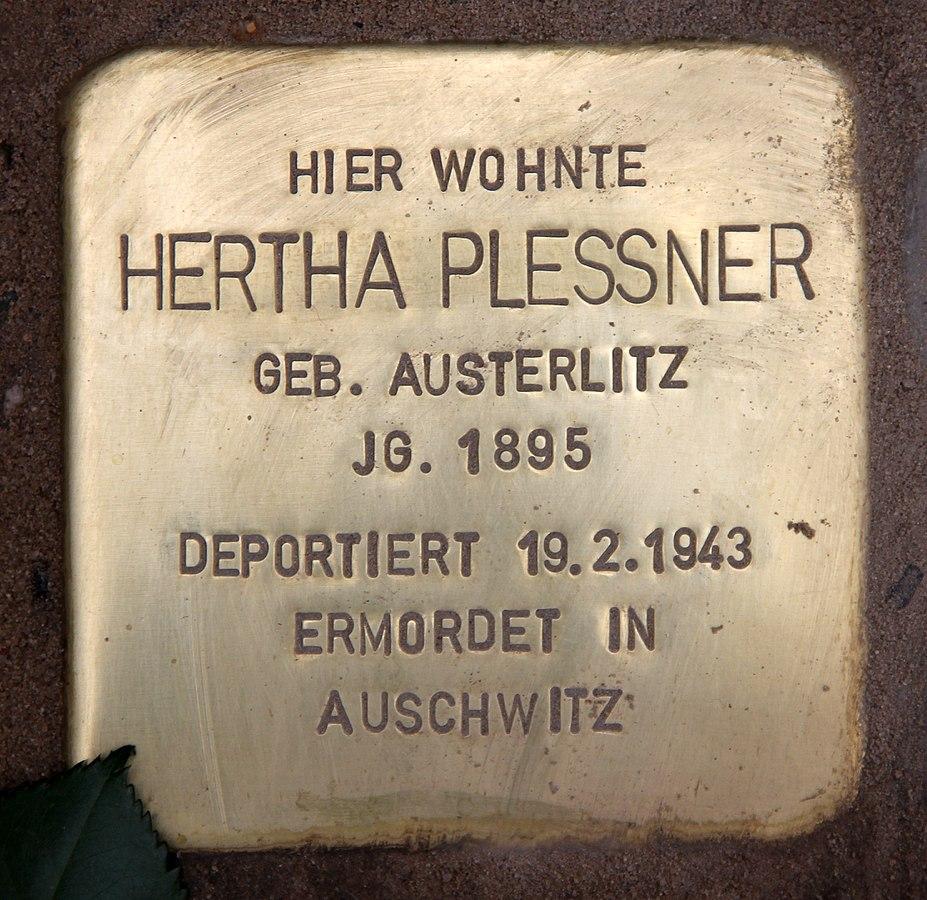 HIER WOHNTE
HERTHA PLESSNER
GEB. AUSTERLITZ
JG. 1895
DEPORTIERT 19.2.1943
ERMORDET IN
AUSCHWITZ